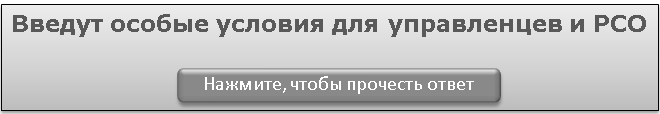 Введут особые условия для управленцев и РСО
Нажмите, чтобы прочесть ответ